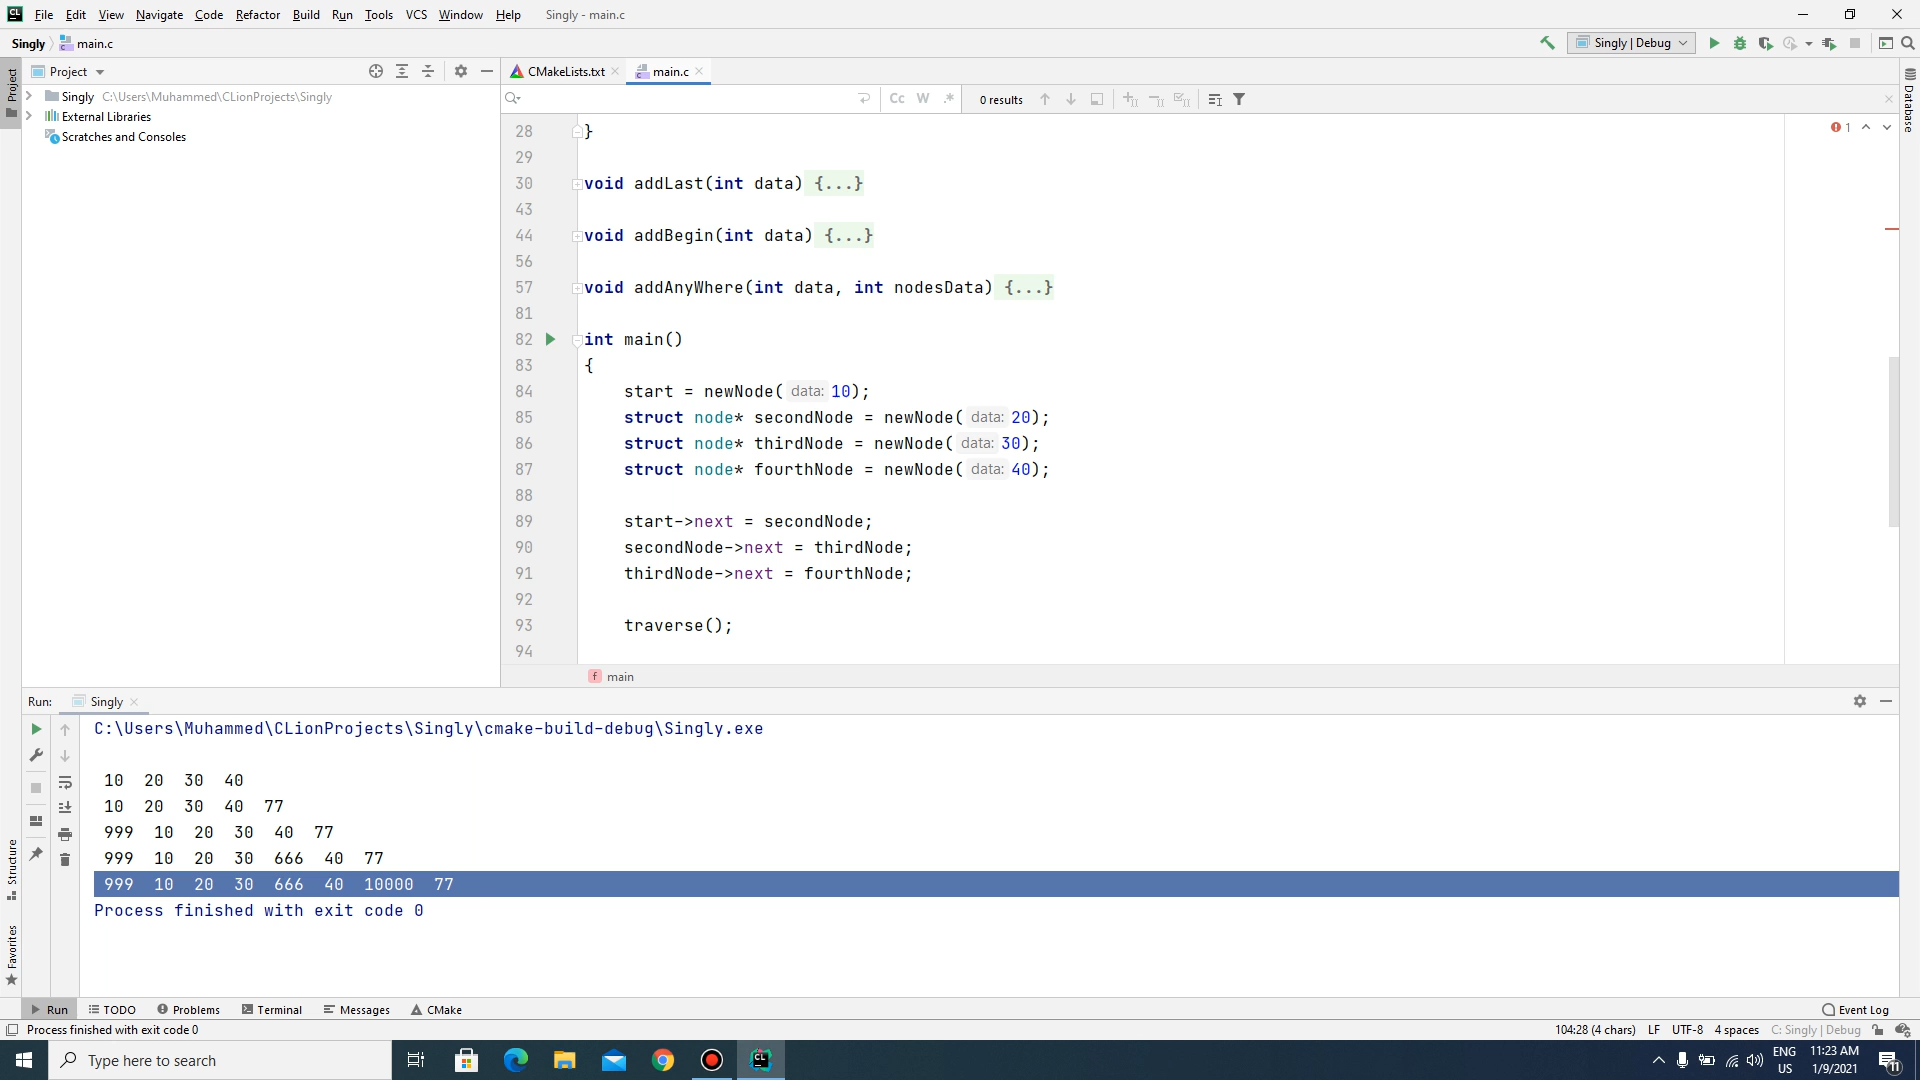 File Edit View Navigate Code Refactor Build Run Tools VCS Window Help Singly - main.c
Singly main.c Singly | Debug
Project
CMakeLists.txt main.c
Singly C:\Users\Muhammed\CLionProjects\Singly
External Libraries
Scratches and Consoles
Project
Database
Cc W .* 0 results
1
28 }
29
30 void addLast(int data) {...}
43
44 void addBegin(int data) {...}
56
57 void addAnyWhere(int data, int nodesData) {...}
81
82 int main()
83 {
84 start = newNode( data: 10);
85 struct node* secondNode = newNode( data: 20);
86 struct node* thirdNode = newNode( data: 30);
87 struct node* fourthNode = newNode( data: 40);
88
89 start->next = secondNode;
90 secondNode->next = thirdNode;
91 thirdNode->next = fourthNode;
92
93 traverse();
94
f main
Run: Singly
C:\Users\Muhammed\CLionProjects\Singly\cmake-build-debug\Singly.exe
10 20 30 40
10 20 30 40 77
999 10 20 30 40 77
999 10 20 30 666 40 77
999 10 20 30 666 40 10000 77
Process finished with exit code 0
Structure
Favorites
Run TODO Problems Terminal Messages CMake Event Log
Process finished with exit code 0 104:28 (4 chars) LF UTF-8 4 spaces C: Singly | Debug
Type here to search
ENG
US
11:23 AM
1/9/2021
11